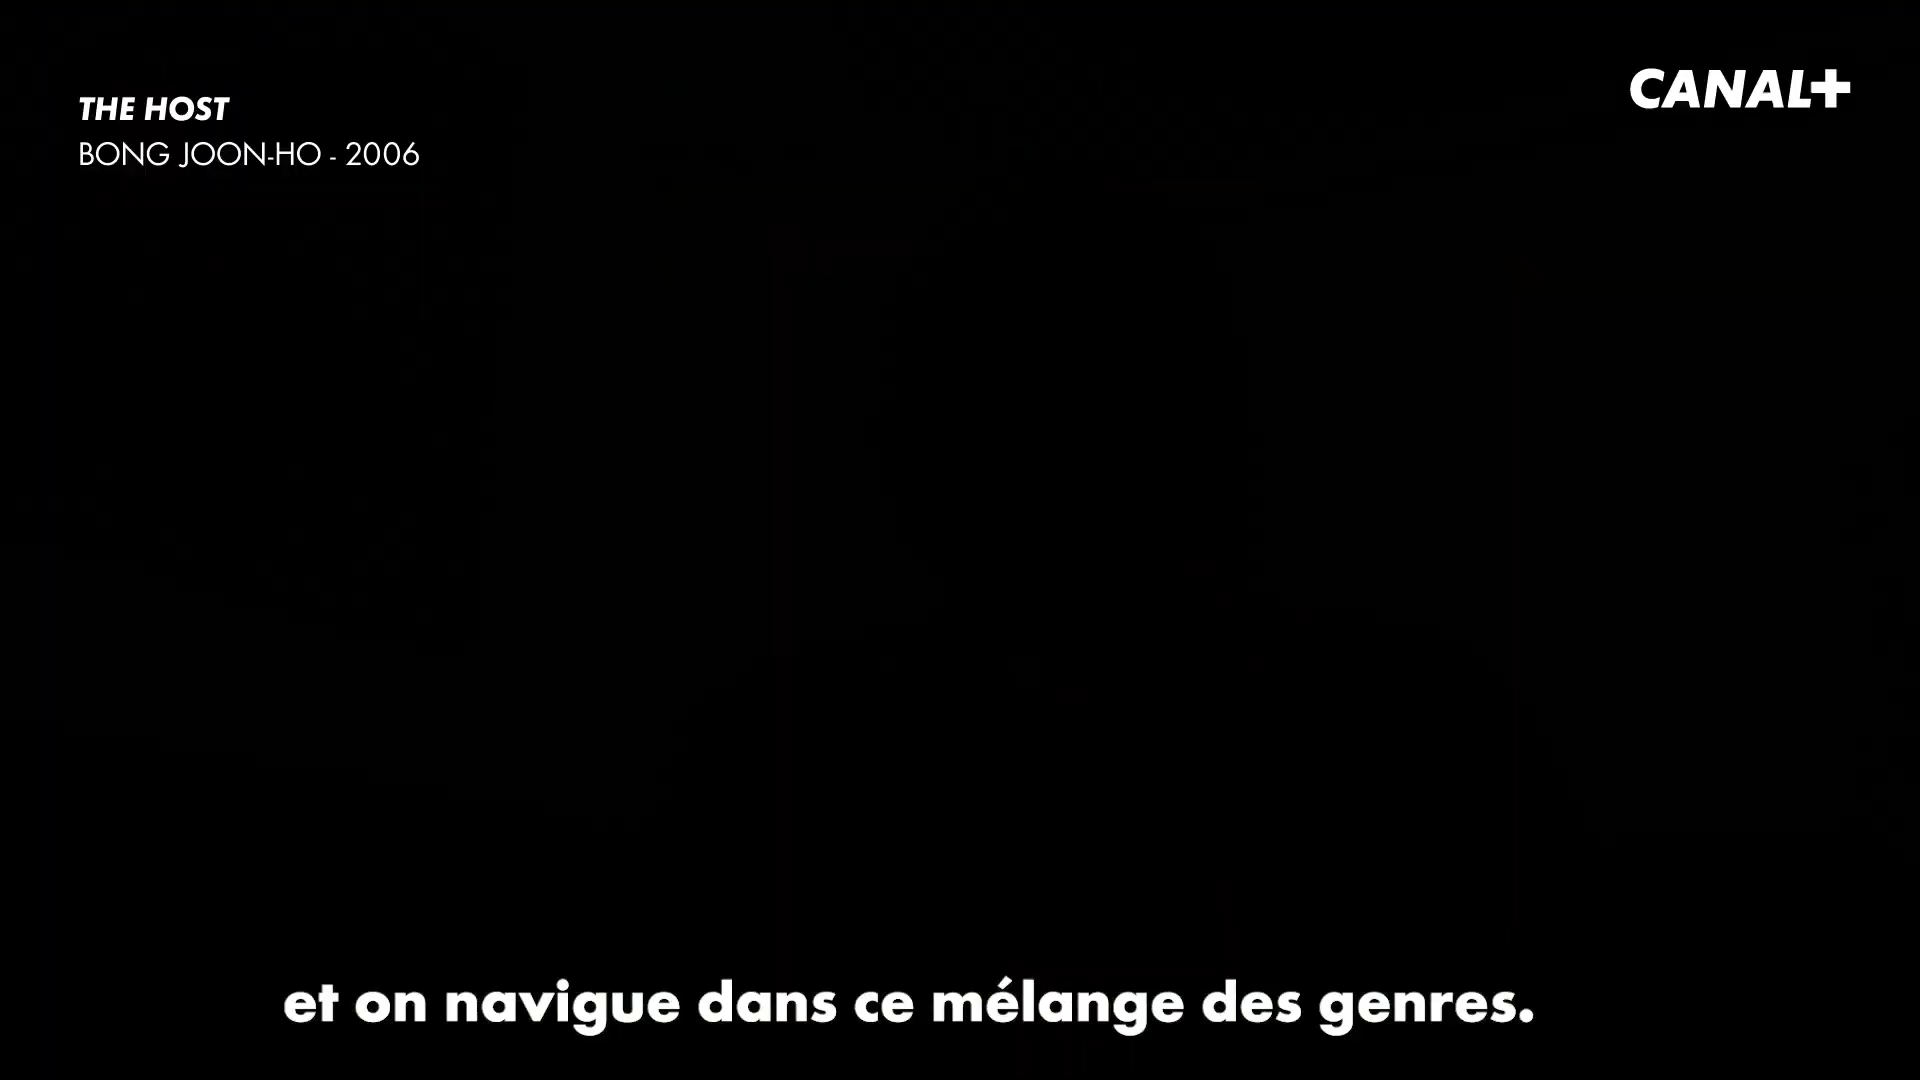 THE HOST
BONG JOON-HO - 2006
CANAL+
et on navigue dans ce mélange des genres.